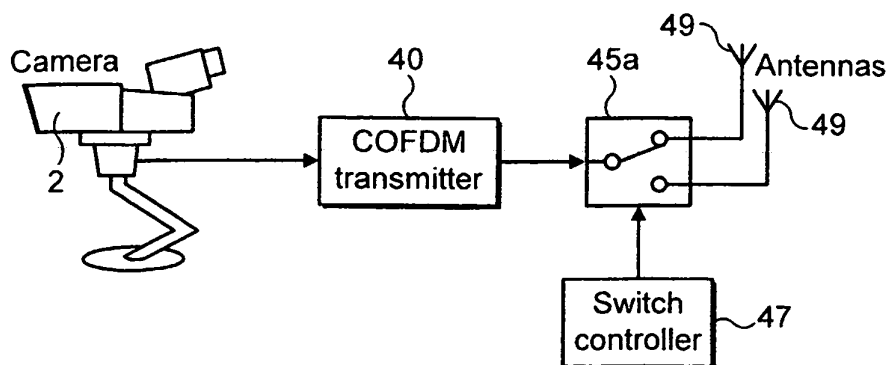 49
Camera
40
45a
Antennas
COFDM
transmitter
49
2
Switch
controller
47